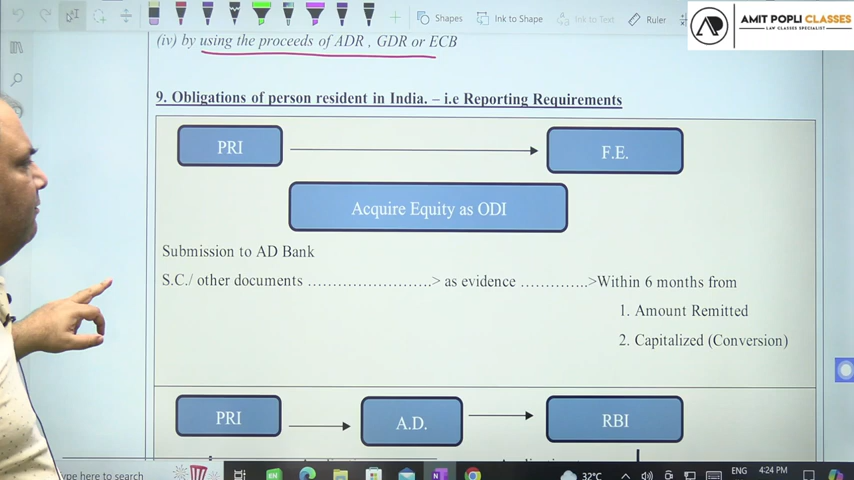 Shapes
Ink to Shape
Ink to Text
Ruler
AMIT POPLI CLASSES
LAW CLASSES SPECIALIST
(iv) by using the proceeds of ADR , GDR or ECB
9. Obligations of person resident in India. – i.e Reporting Requirements
PRI
F.E.
Acquire Equity as ODI
Submission to AD Bank
S.C./ other documents ……………………> as evidence ………….>Within 6 months from
1. Amount Remitted
2. Capitalized (Conversion)
PRI
A.D.
RBI
ype here to search
32°C
ENG
4:24 PM